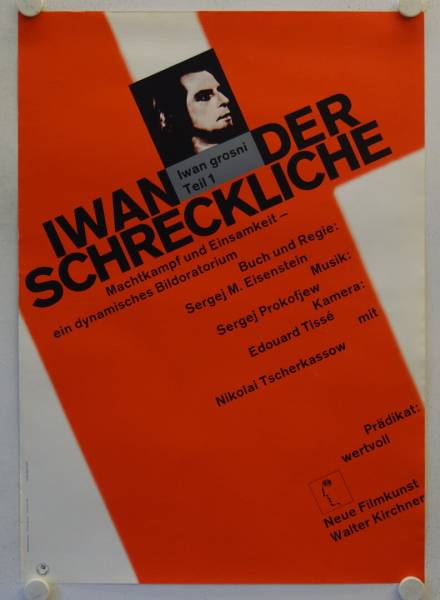 IWAN DER
SCHRECKLICHE
Iwan grosni
Teil 1
Machtkampf und Einsamkeit –
ein dynamisches Bildoratorium
Buch und Regie:
Sergej M. Eisenstein
Musik:
Sergej Prokofjew
Kamera:
Edouard Tissé
mit
Nikolai Tscherkassow
Prädikat:
wertvoll
Neue Filmkunst
Walter Kirchner